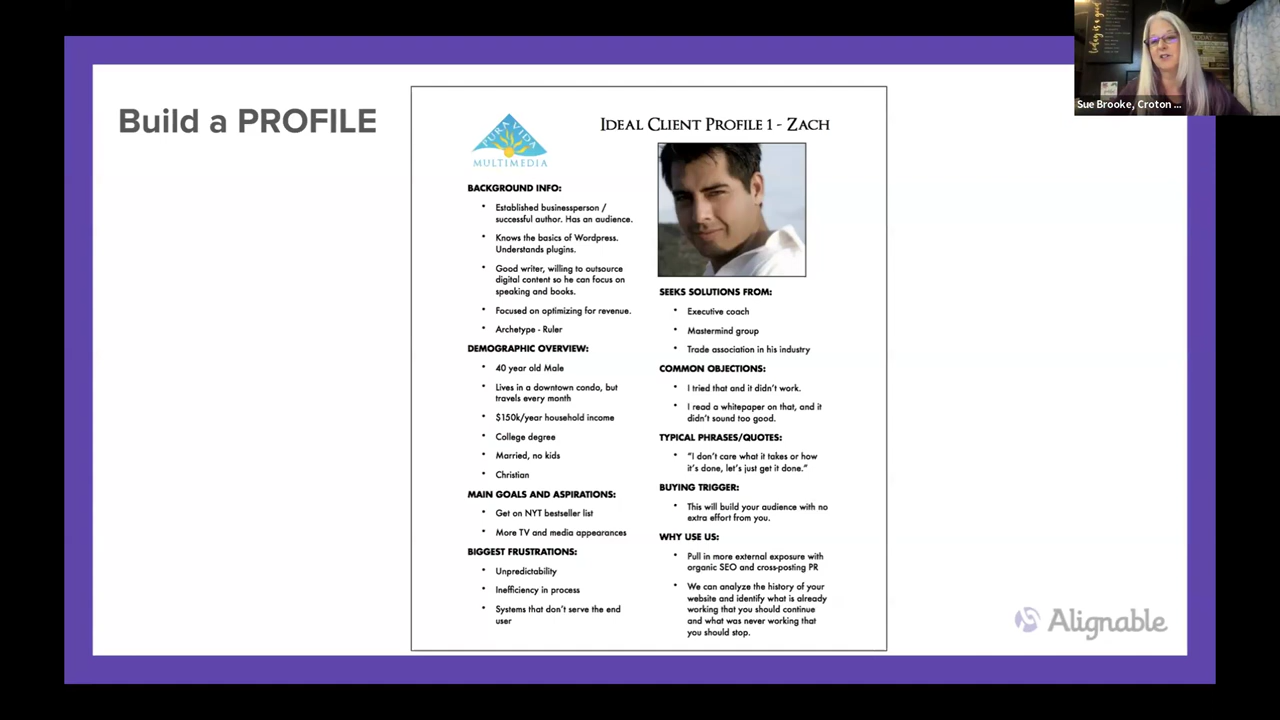 Build a PROFILE
PURA VIDA
MULTIMEDIA
IDEAL CLIENT PROFILE 1 - ZACH
BACKGROUND INFO:
• Established businessperson /
successful author. Has an audience.
• Knows the basics of Wordpress.
Understands plugins.
• Good writer, willing to outsource
digital content so he can focus on
speaking and books.
• Focused on optimizing for revenue.
• Archetype - Ruler
DEMOGRAPHIC OVERVIEW:
• 40 year old Male
• Lives in a downtown condo, but
travels every month
• $150k/year household income
• College degree
• Married, no kids
• Christian
MAIN GOALS AND ASPIRATIONS:
• Get on NYT bestseller list
• More TV and media appearances
BIGGEST FRUSTRATIONS:
• Unpredictability
• Inefficiency in process
• Systems that don't serve the end
user
SEEKS SOLUTIONS FROM:
• Executive coach
• Mastermind group
• Trade association in his industry
COMMON OBJECTIONS:
• I tried that and it didn't work.
• I read a whitepaper on that, and it
didn't sound too good.
TYPICAL PHRASES/QUOTES:
• "I don't care what it takes or how
it's done, let's just get it done."
BUYING TRIGGER:
• This will build your audience with no
extra effort from you.
WHY USE US:
• Pull in more external exposure with
organic SEO and cross-posting PR
• We can analyze the history of your
website and identify what is already
working that you should continue
and what was never working that
you should stop.
Alignable
today is a good
Sue Brooke, Croton ...